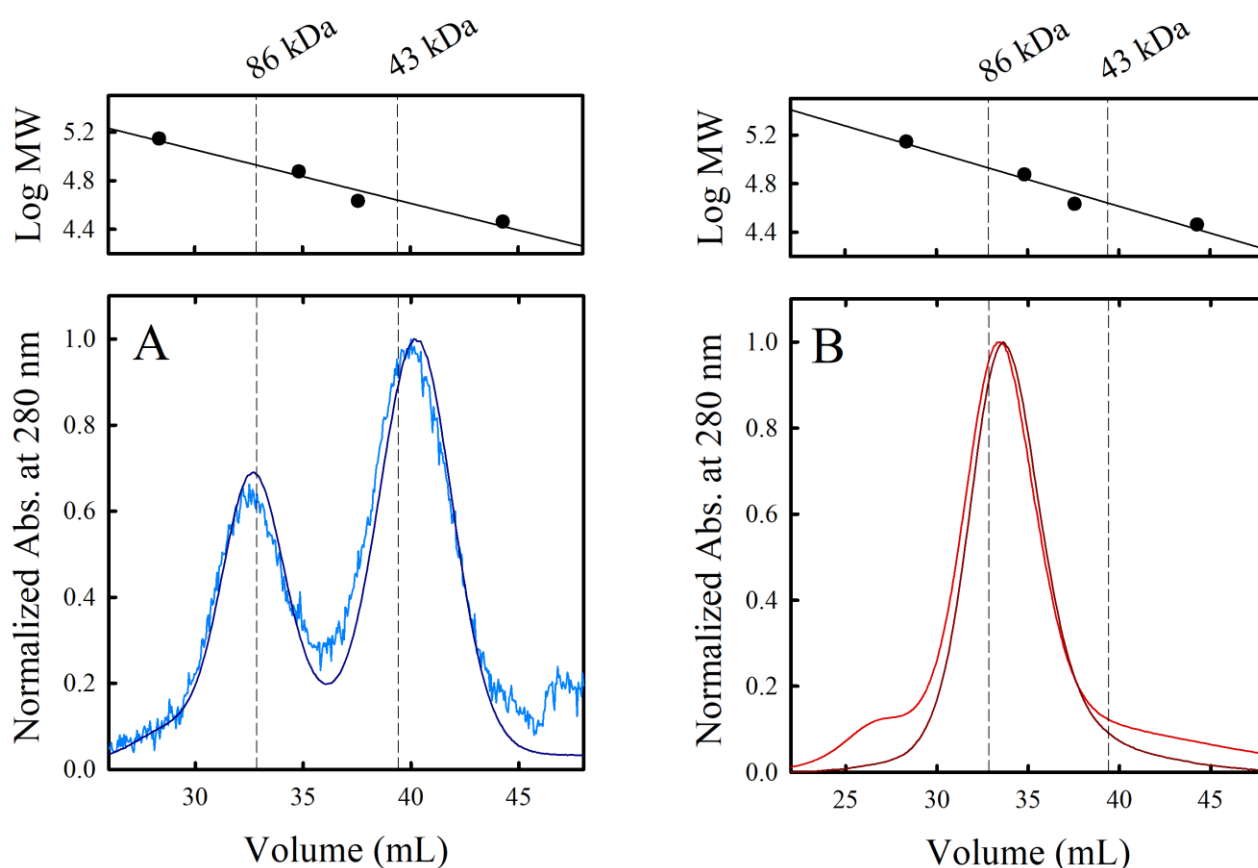 86 kDa
43 kDa
Log MW
5.2
4.8
4.4
A
Normalized Abs. at 280 nm
1.0
0.8
0.6
0.4
0.2
0.0
30 35 40 45
Volume (mL)
86 kDa
43 kDa
Log MW
5.2
4.8
4.4
B
Normalized Abs. at 280 nm
1.0
0.8
0.6
0.4
0.2
0.0
25 30 35 40 45
Volume (mL)